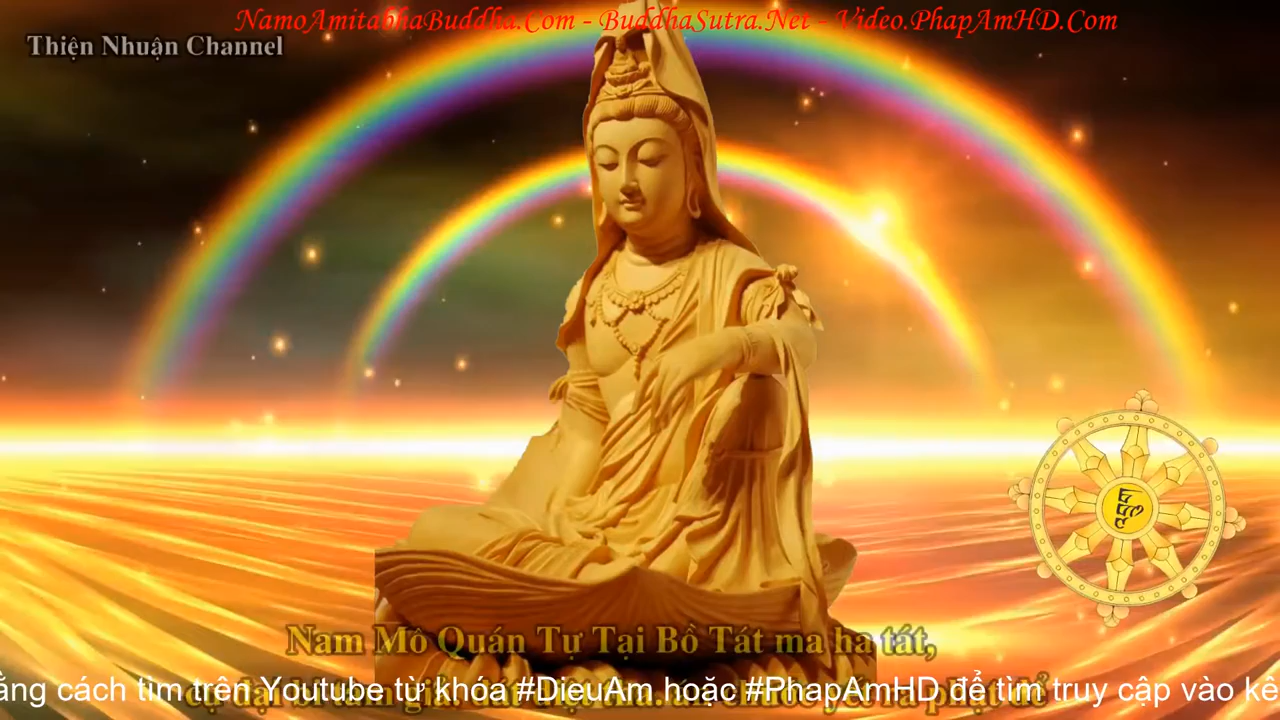 NamoAmitabhaBuddha.Com - BuddhaSutra.Net - Video.PhapAmHD.Com
Thiện Nhuận Channel
Nam Mô Quán Tự Tại Bồ Tát ma ha tát,
ằng cách tìm trên Youtube từ khóa #DieuAm hoặc #PhapAmHD để tìm truy cập vào kê